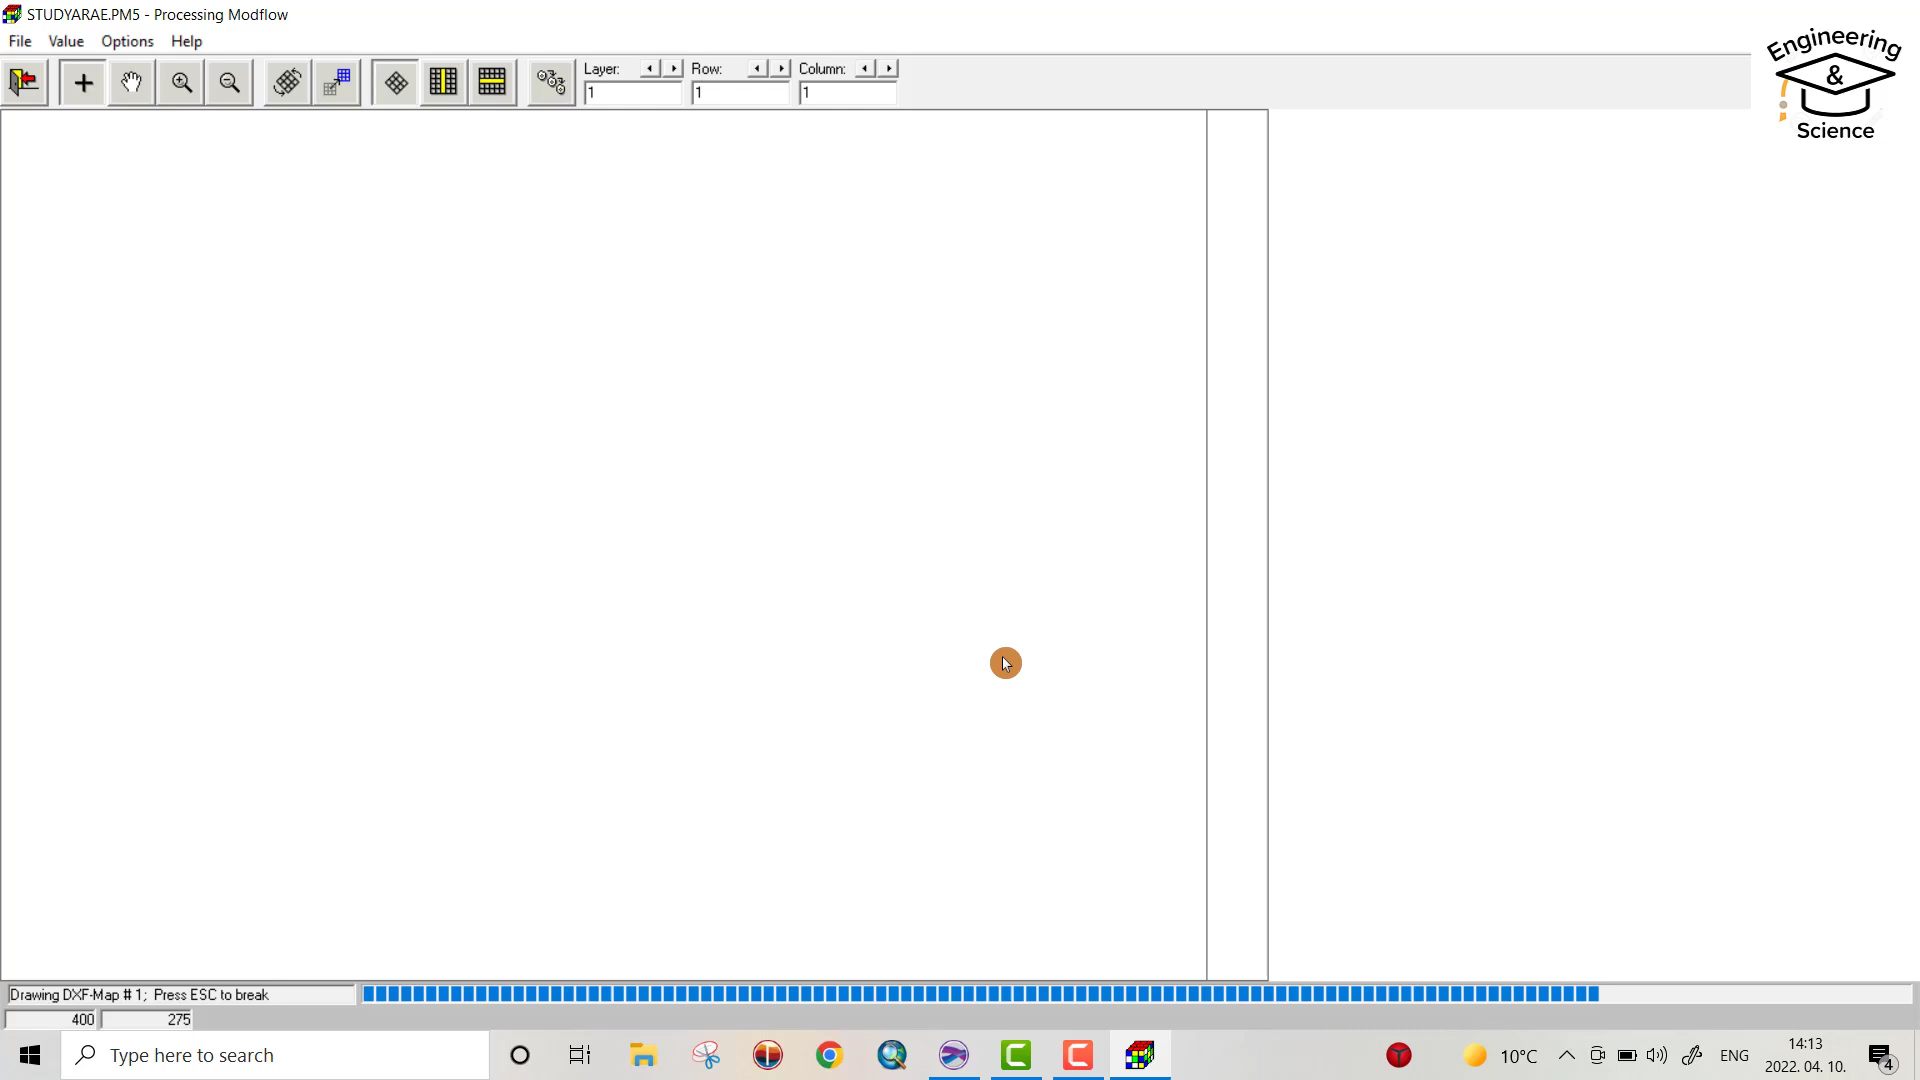 STUDYARAE.PM5 - Processing Modflow
File Value Options Help
Layer: Row: Column:
1 1 1
Engineering
&
Science
Drawing DXF-Map # 1; Press ESC to break
400 275
Type here to search
10°C
ENG
14:13
2022. 04. 10.
4